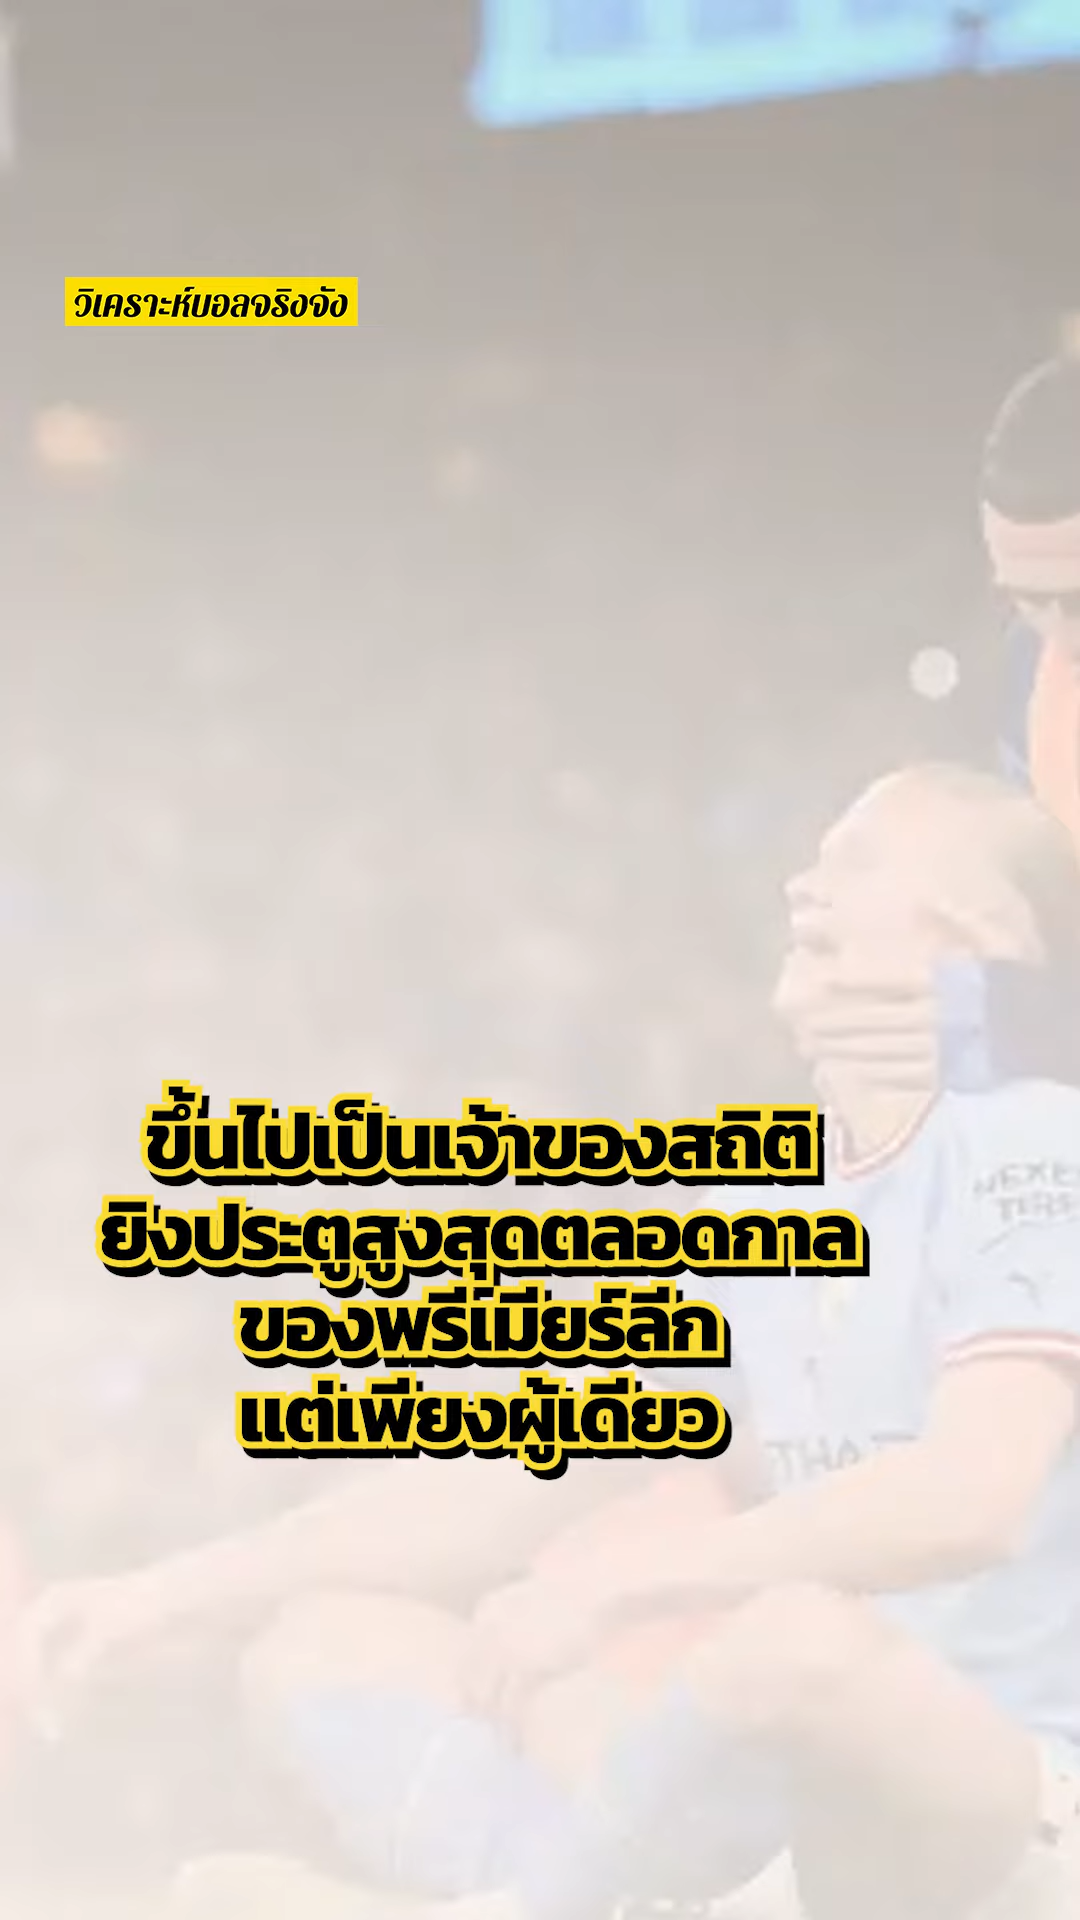 วิเคราะห์บอลจริงจัง
ขึ้นไปเป็นเจ้าของสถิติ
ยิงประตูสูงสุดตลอดกาล
ของพรีเมียร์ลีก
แต่เพียงผู้เดียว